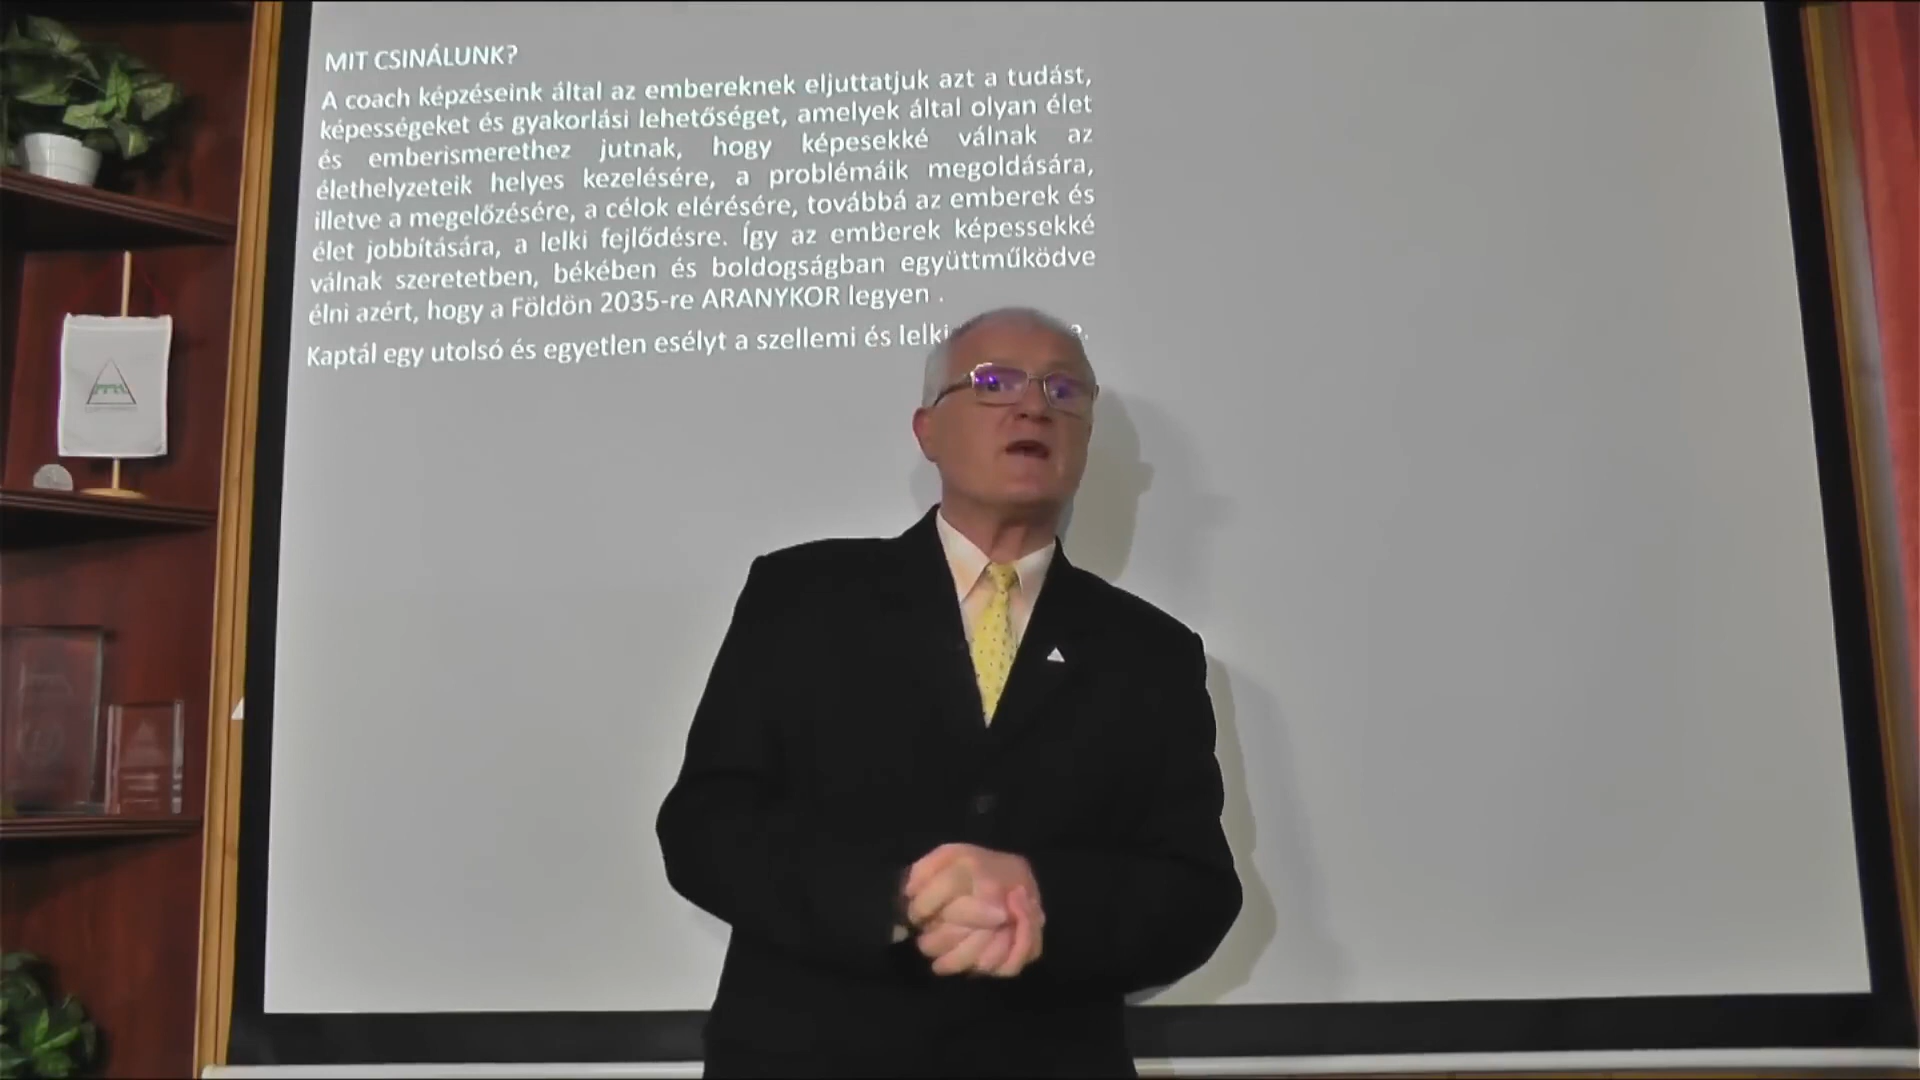 MIT CSINÁLUNK?
A coach képzéseink által az embereknek eljuttatjuk azt a tudást,
képességeket és gyakorlási lehetőséget, amelyek által olyan élet
és emberismerethez jutnak, hogy képesekké válnak az
élethelyzeteik helyes kezelésére, a problémáik megoldására,
illetve a megelőzésére, a célok elérésére, továbbá az emberek és
élet jobbítására, a lelki fejlődésre. Így az emberek képessekké
válnak szeretetben, békében és boldogságban együttműködve
élni azért, hogy a Földön 2035-re ARANYKOR legyen .
Kaptál egy utolsó és egyetlen esélyt a szellemi és lelki